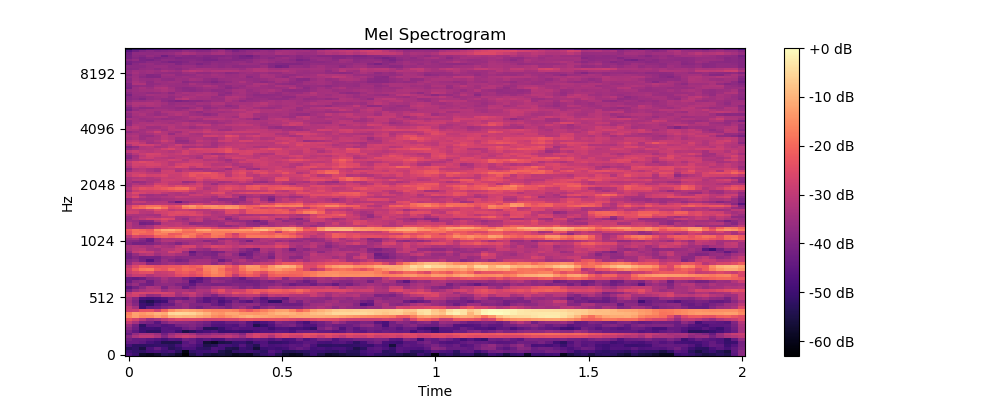 Mel Spectrogram
Hz
8192
4096
2048
1024
512
0
0
0.5
1
1.5
2
Time
+0 dB
-10 dB
-20 dB
-30 dB
-40 dB
-50 dB
-60 dB